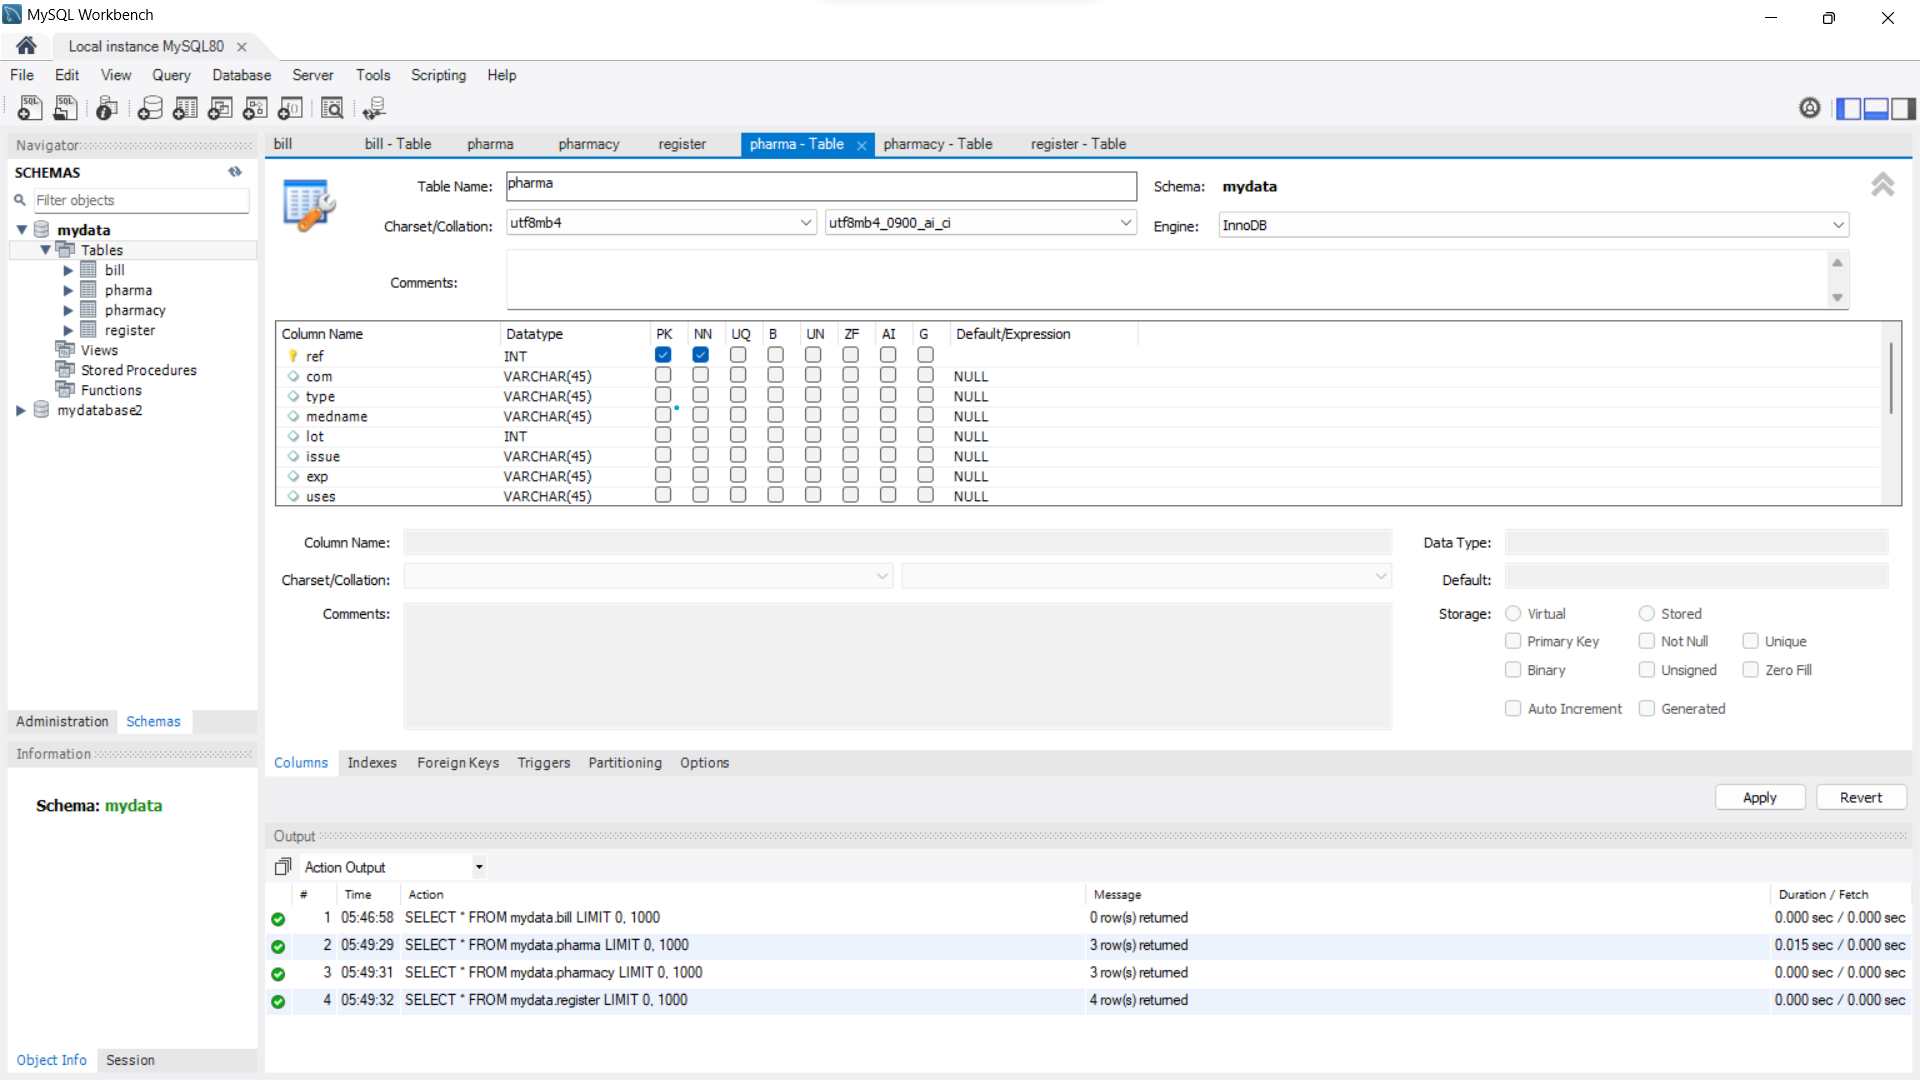 MySQL Workbench
Local instance MySQL80
File Edit View Query Database Server Tools Scripting Help
Navigator
SCHEMAS
Filter objects
mydata
Tables
bill
pharma
pharmacy
register
Views
Stored Procedures
Functions
mydatabase2
Administration Schemas
Information
Schema: mydata
Object Info Session
bill bill - Table pharma pharmacy register pharma - Table pharmacy - Table register - Table
Table Name: pharma Schema: mydata
Charset/Collation: utf8mb4 utf8mb4_0900_ai_ci Engine: InnoDB
Comments:
Column Name Datatype PK NN UQ B UN ZF AI G Default/Expression
ref INT
com VARCHAR(45) NULL
type VARCHAR(45) NULL
medname VARCHAR(45) NULL
lot INT NULL
issue VARCHAR(45) NULL
exp VARCHAR(45) NULL
uses VARCHAR(45) NULL
Column Name: Data Type:
Charset/Collation: Default:
Comments: Storage: Virtual Stored
Primary Key Not Null Unique
Binary Unsigned Zero Fill
Auto Increment Generated
Columns Indexes Foreign Keys Triggers Partitioning Options
Apply Revert
Output
Action Output
# Time Action Message Duration / Fetch
1 05:46:58 SELECT * FROM mydata.bill LIMIT 0, 1000 0 row(s) returned 0.000 sec / 0.000 sec
2 05:49:29 SELECT * FROM mydata.pharma LIMIT 0, 1000 3 row(s) returned 0.015 sec / 0.000 sec
3 05:49:31 SELECT * FROM mydata.pharmacy LIMIT 0, 1000 3 row(s) returned 0.000 sec / 0.000 sec
4 05:49:32 SELECT * FROM mydata.register LIMIT 0, 1000 4 row(s) returned 0.000 sec / 0.000 sec